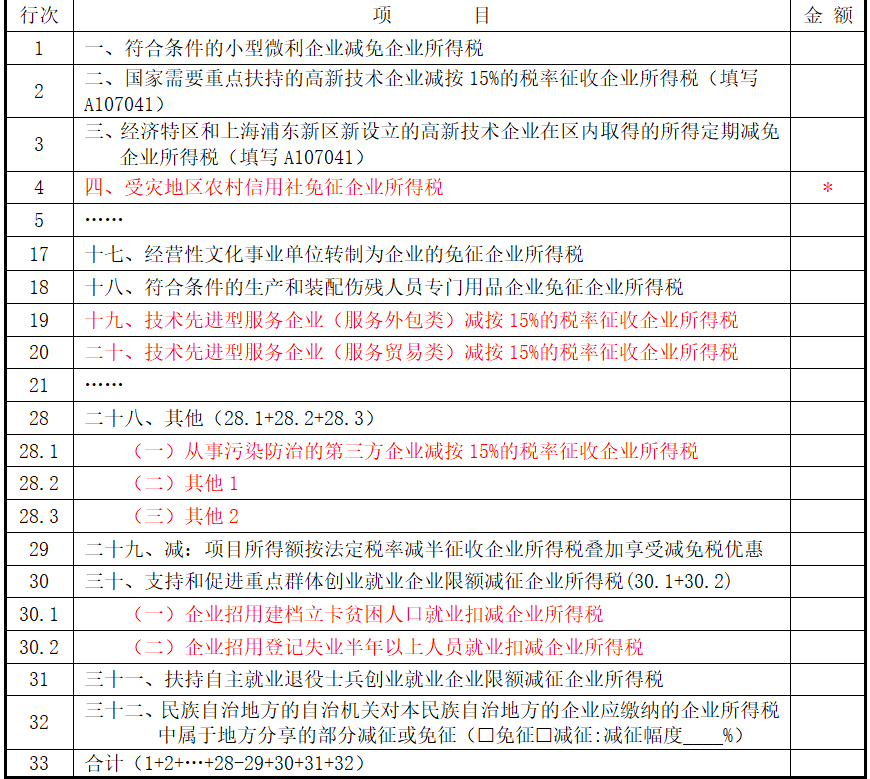 行次 项 目 金 额
1 一、符合条件的小型微利企业减免企业所得税
2 二、国家需要重点扶持的高新技术企业减按15%的税率征收企业所得税（填写
A107041）
3 三、经济特区和上海浦东新区新设立的高新技术企业在区内取得的所得定期减免
企业所得税（填写A107041）
4 四、受灾地区农村信用社免征企业所得税 *
5 ……
17 十七、经营性文化事业单位转制为企业的免征企业所得税
18 十八、符合条件的生产和装配伤残人员专门用品企业免征企业所得税
19 十九、技术先进型服务企业（服务外包类）减按15%的税率征收企业所得税
20 二十、技术先进型服务企业（服务贸易类）减按15%的税率征收企业所得税
21 ……
28 二十八、其他（28.1+28.2+28.3）
28.1 （一）从事污染防治的第三方企业减按15%的税率征收企业所得税
28.2 （二）其他1
28.3 （三）其他2
29 二十九、减：项目所得额按法定税率减半征收企业所得税叠加享受减免税优惠
30 三十、支持和促进重点群体创业就业企业限额减征企业所得税(30.1+30.2)
30.1 （一）企业招用建档立卡贫困人口就业扣减企业所得税
30.2 （二）企业招用登记失业半年以上人员就业扣减企业所得税
31 三十一、扶持自主就业退役士兵创业就业企业限额减征企业所得税
32 三十二、民族自治地方的自治机关对本民族自治地方的企业应缴纳的企业所得税
中属于地方分享的部分减征或免征（□免征□减征:减征幅度____%）
33 合计（1+2+…+28-29+30+31+32）